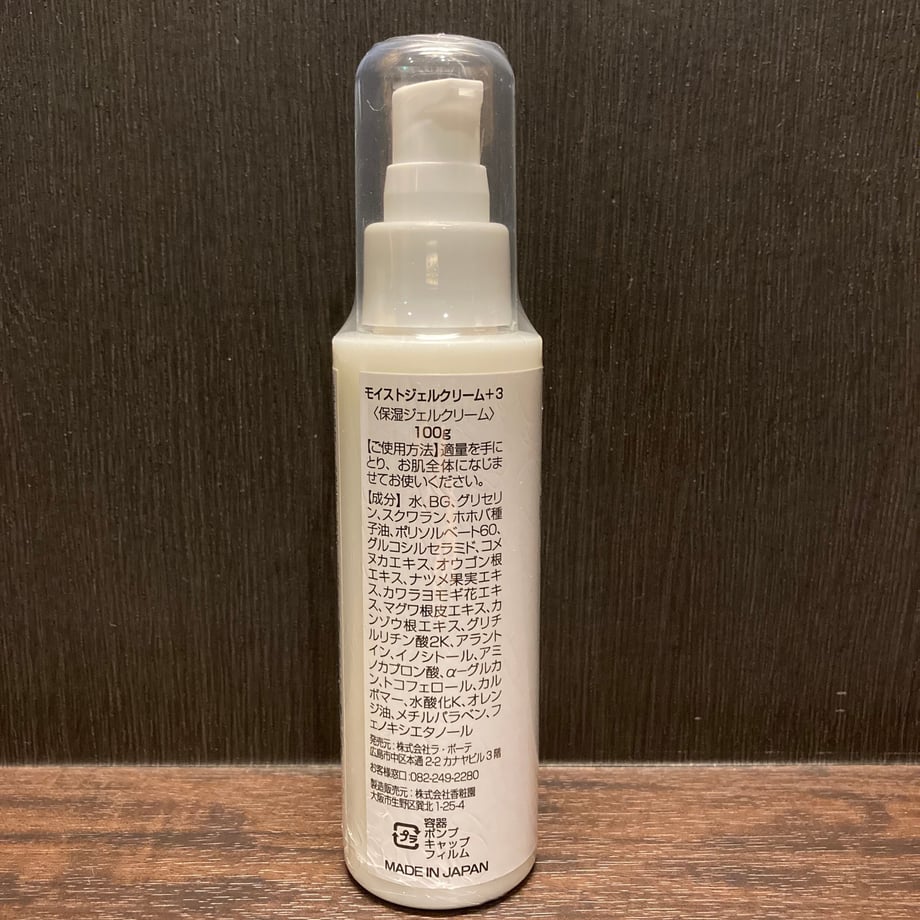 モイストジェルクリーム+3
〈保湿ジェルクリーム〉
100g
【ご使用方法】適量を手に
とり、お肌全体になじま
せてお使いください。
【成分】水、BG、グリセリ
ン、スクワラン、ホホバ種
子油、ポリソルベート60、
グルコシルセラミド、コメ
ヌカエキス、オウゴン根
エキス、ナツメ果実エキ
ス、カワラヨモギ花エキ
ス、マグワ根皮エキス、カ
ンゾウ根エキス、グリチ
ルリチン酸2K、アラント
イン、イノシトール、アミ
ノカプロン酸、α-グルカ
ン、トコフェロール、カル
ボマー、水酸化K、オレン
ジ油、メチルパラベン、フ
ェノキシエタノール
発売元:株式会社ラ・ボーテ
広島市中区本通2-2カナヤビル3階
お客様窓口:082-249-2280
製造販売元:株式会社香粧園
大阪市生野区巽北1-25-4
プラ
容器
ポンプ
キャップ
フィルム
MADE IN JAPAN